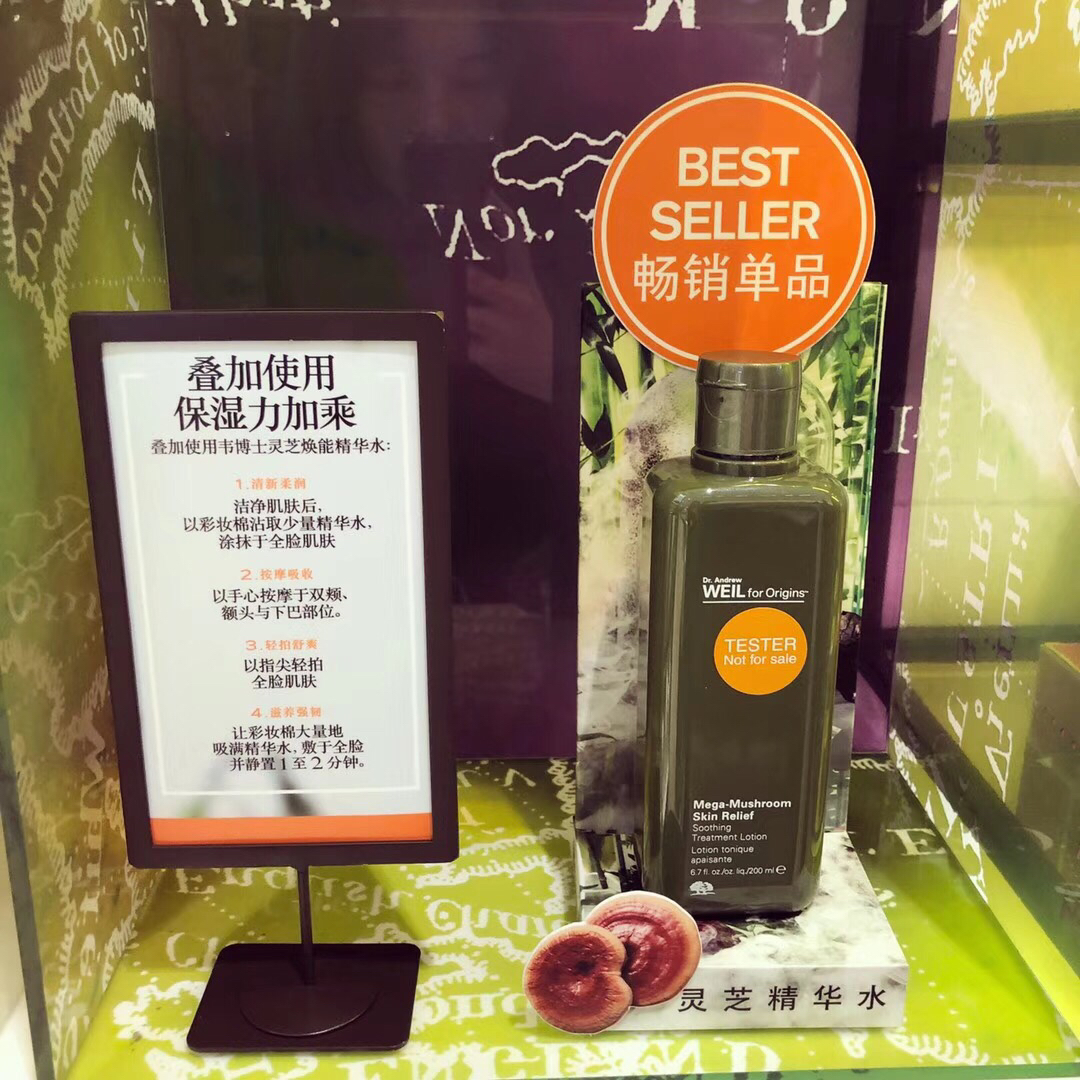 BEST
SELLER
畅销单品
叠加使用
保湿力加乘
叠加使用韦博士灵芝焕能精华水:
1.清新柔润
洁净肌肤后,
以彩妆棉沾取少量精华水,
涂抹于全脸肌肤
2.按摩吸收
以手心按摩于双颊、
额头与下巴部位。
3.轻拍舒爽
以指尖轻拍
全脸肌肤
4.滋养强韧
让彩妆棉大量地
吸满精华水,敷于全脸
并静置1至2分钟。
Dr. Andrew
WEIL for Origins™
TESTER
Not for sale
Mega-Mushroom
Skin Relief
Soothing
Treatment Lotion
Lotion tonique
apaisante
6.7 fl. oz./oz. liq./200 ml ℮
灵芝精华水